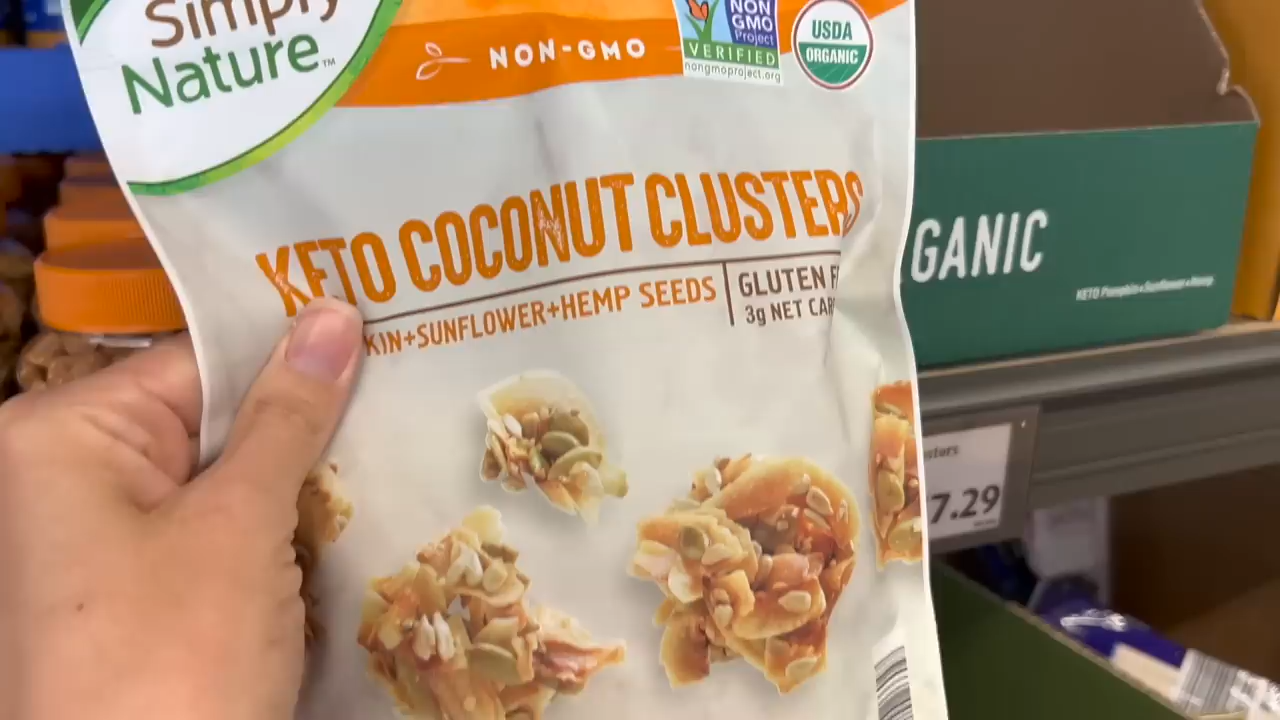 Simply
Nature™
NON-GMO
NON
GMO
Project
VERIFIED
nongmoproject.org
USDA
ORGANIC
KETO COCONUT CLUSTERS
KIN+SUNFLOWER+HEMP SEEDS
GLUTEN F
3g NET CAR
GANIC
KETO Pumpkin+Sunflower+Hemp
sters
7.29